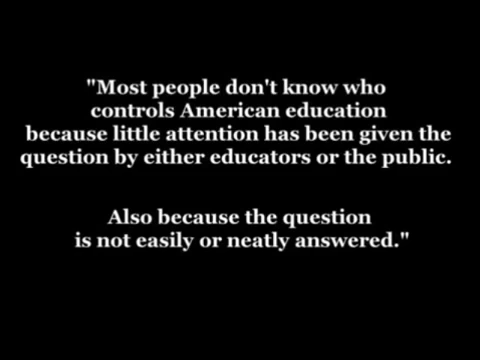 "Most people don't know who
controls American education
because little attention has been given the
question by either educators or the public.
Also because the question
is not easily or neatly answered."